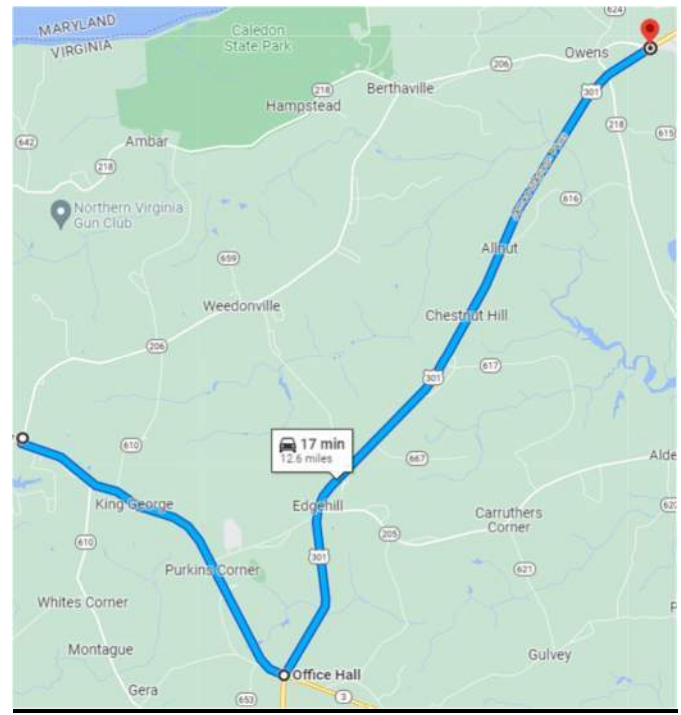 624
MARYLAND
Caledon
State Park
VIRGINIA
Owens
206
218
Berthaville
301
Hampstead
218
615
642
Ambar
218
616
Northern Virginia
Gun Club
Allnut
659
Weedonville
Chestnut Hill
206
617
301
17 min
12.6 miles
610
667
Alde
King George
Edgehill
Carruthers
Corner
620
205
610
301
621
Purkins Corner
Whites Corner
Montague
Office Hall
Gulvey
Gera
653
3